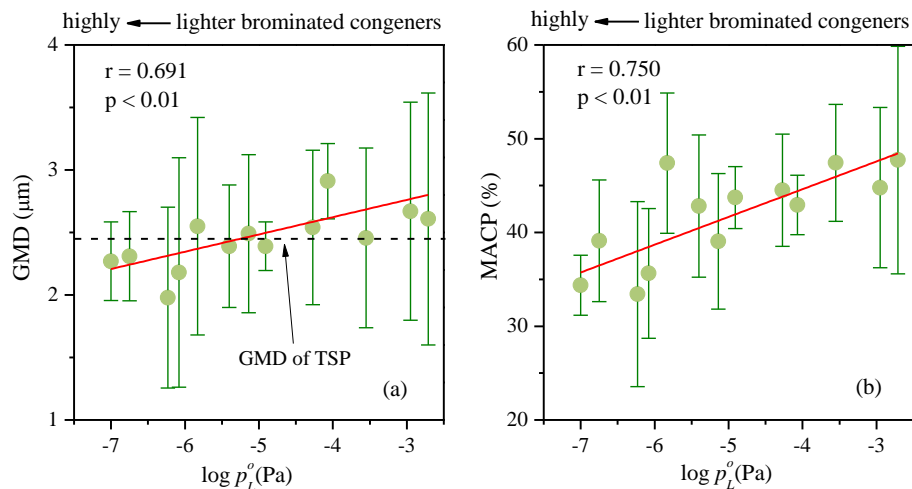 highly ← lighter brominated congeners
4
3
2
1
GMD (μm)
r = 0.691
p < 0.01
GMD of TSP
(a)
-7 -6 -5 -4 -3
log p_L^o(Pa)
highly ← lighter brominated congeners
60
50
40
30
20
MACP (%)
r = 0.750
p < 0.01
(b)
-7 -6 -5 -4 -3
log p_L^o(Pa)